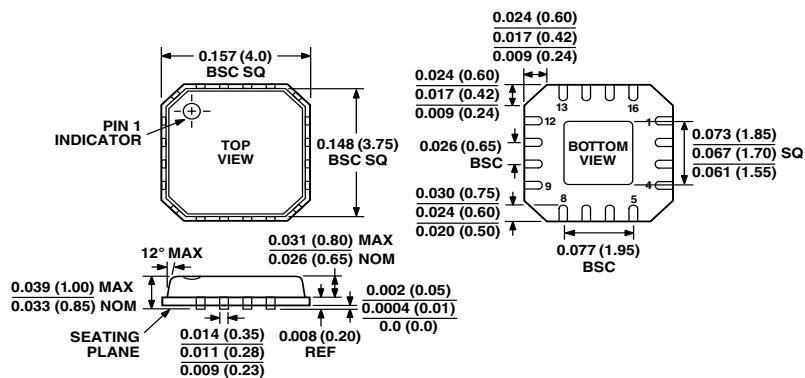 0.157 (4.0)
BSC SQ
PIN 1
INDICATOR
TOP
VIEW
0.148 (3.75)
BSC SQ
0.024 (0.60)
0.017 (0.42)
0.009 (0.24)
0.024 (0.60)
0.017 (0.42)
0.009 (0.24)
13
16
12
1
0.026 (0.65)
BSC
BOTTOM
VIEW
0.073 (1.85)
0.067 (1.70) SQ
0.061 (1.55)
9
4
0.030 (0.75)
0.024 (0.60)
0.020 (0.50)
8
5
0.077 (1.95)
BSC
12° MAX
0.031 (0.80) MAX
0.026 (0.65) NOM
0.039 (1.00) MAX
0.033 (0.85) NOM
SEATING
PLANE
0.014 (0.35)
0.011 (0.28)
0.009 (0.23)
0.008 (0.20)
REF
0.002 (0.05)
0.0004 (0.01)
0.0 (0.0)